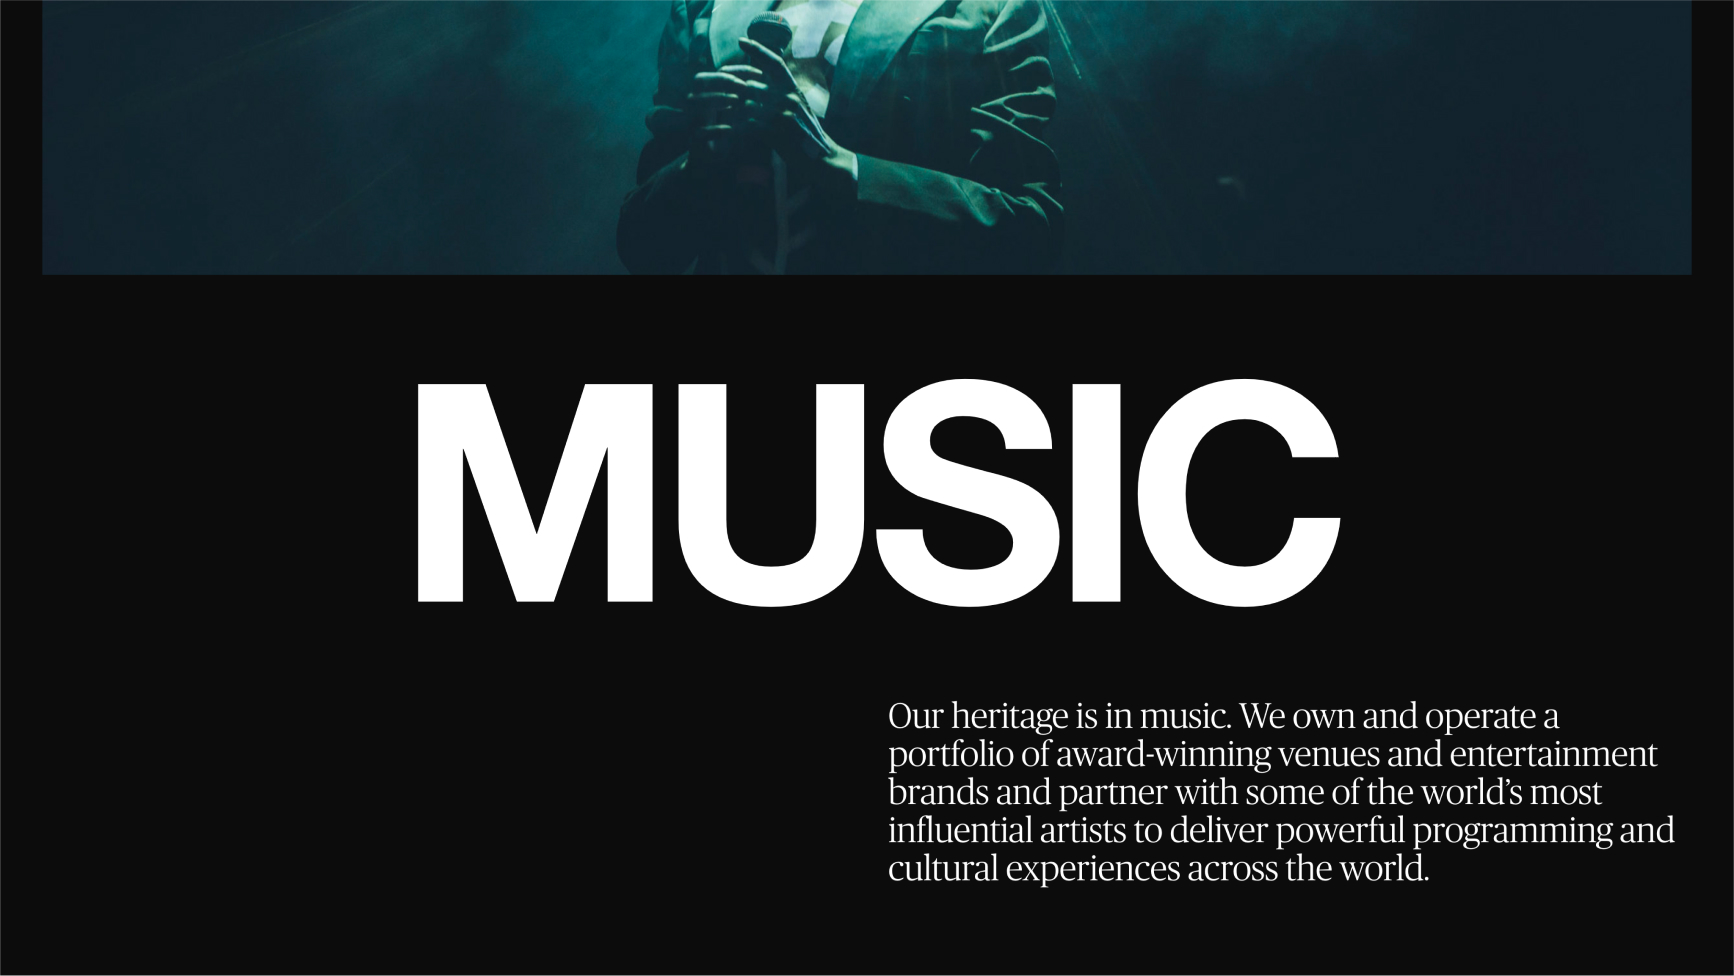 MUSIC
Our heritage is in music. We own and operate a
portfolio of award-winning venues and entertainment
brands and partner with some of the world’s most
influential artists to deliver powerful programming and
cultural experiences across the world.